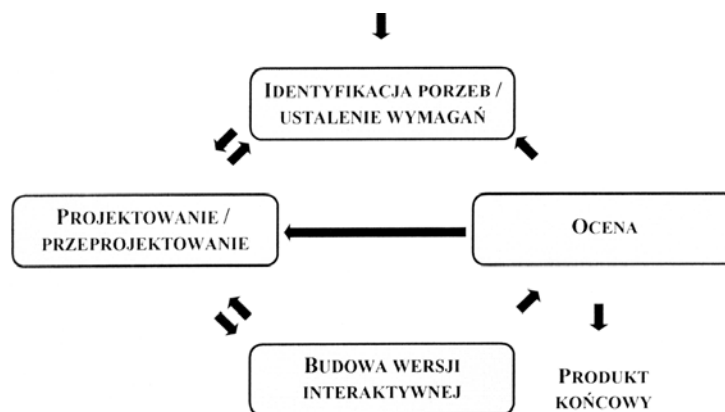 IDENTYFIKACJA PORZEB /
USTALENIE WYMAGAŃ
PROJEKTOWANIE /
PRZEPROJEKTOWANIE
OCENA
BUDOWA WERSJI
INTERAKTYWNEJ
PRODUKT
KOŃCOWY